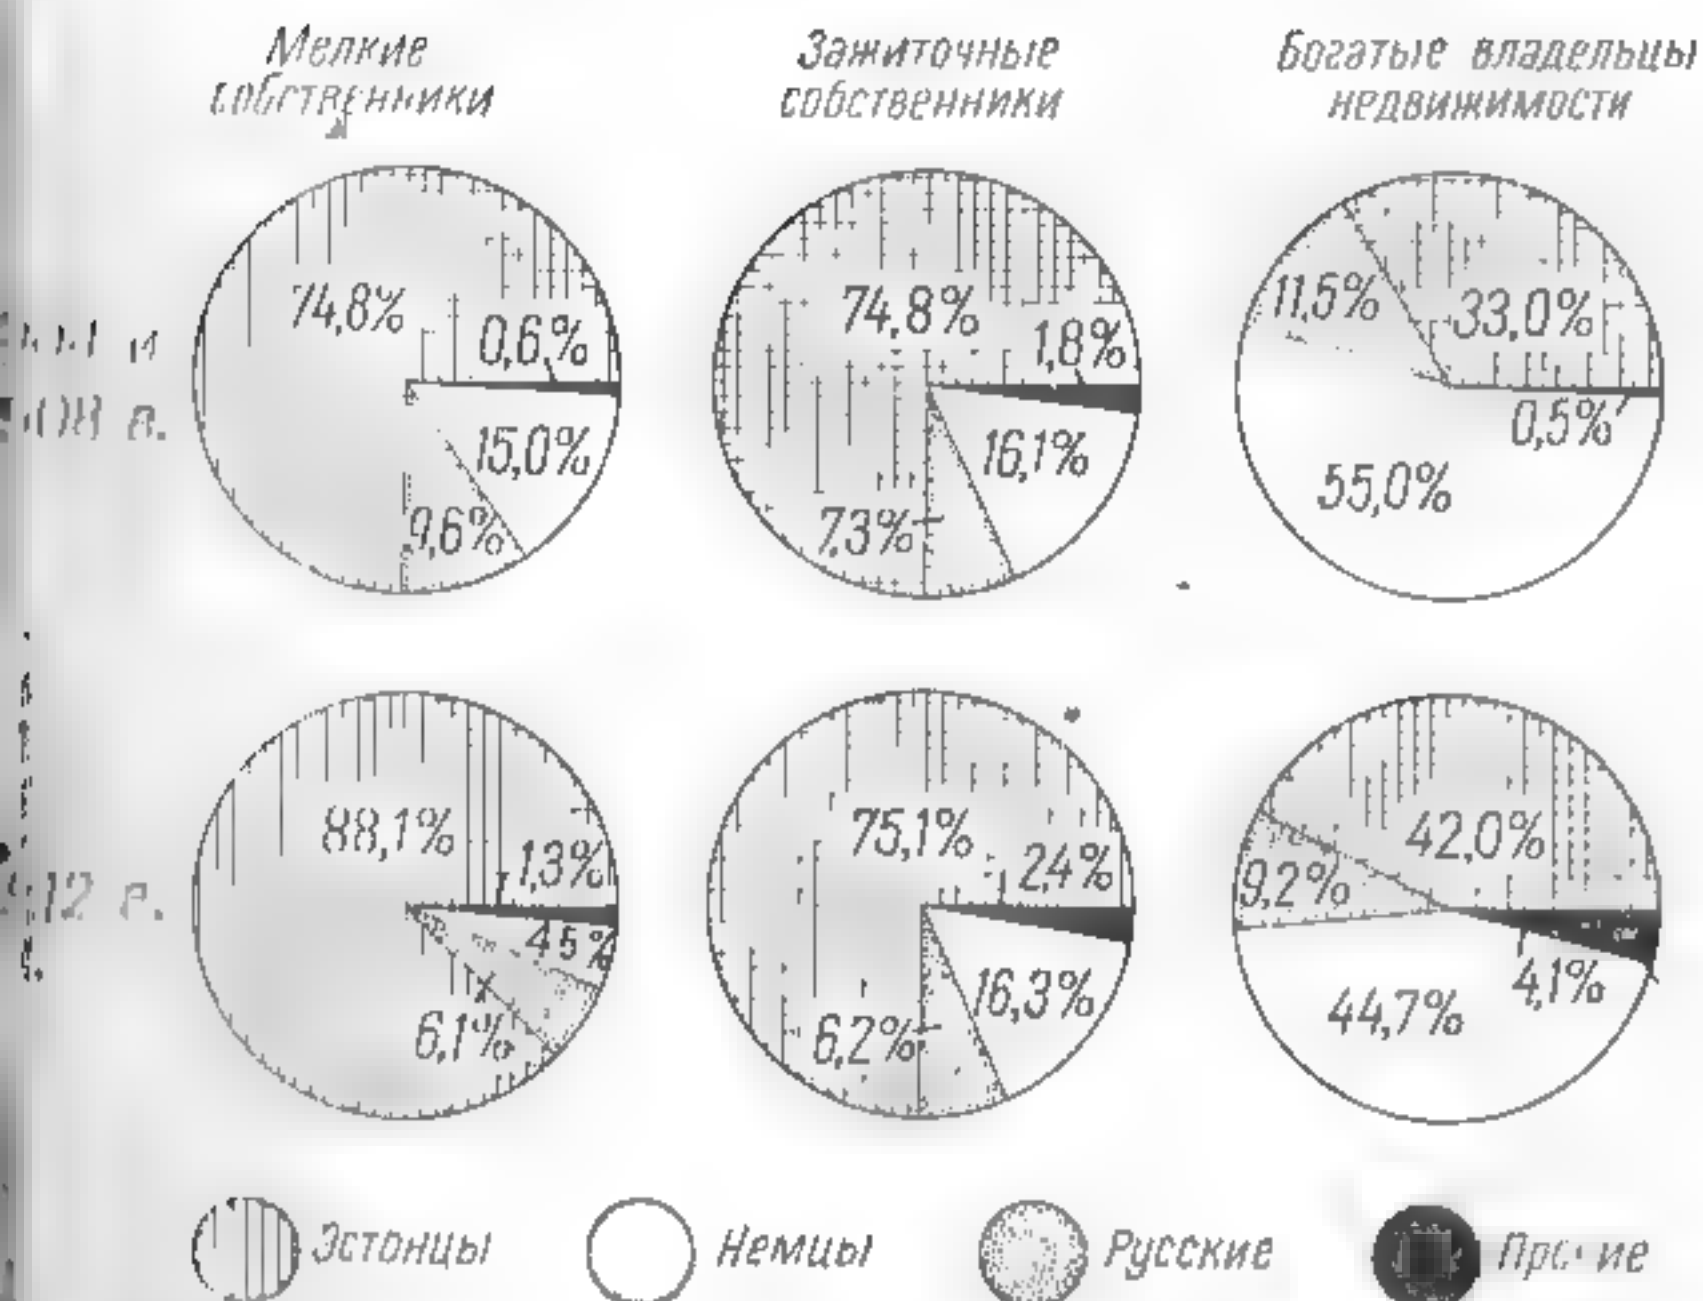 Мелкие
собственники
Зажиточные
собственники
Богатые владельцы
недвижимости
74,8%
0,6%
15,0%
9,6%
74,8%
1,8%
16,1%
7,3%
11,5%
33,0%
0,5%
55,0%
и
08 г.
88,1%
1,3%
4,5%
6,1%
75,1%
2,4%
16,3%
6,2%
42,0%
9,2%
4,1%
44,7%
12 г.
Эстонцы
Немцы
Русские
Прочие